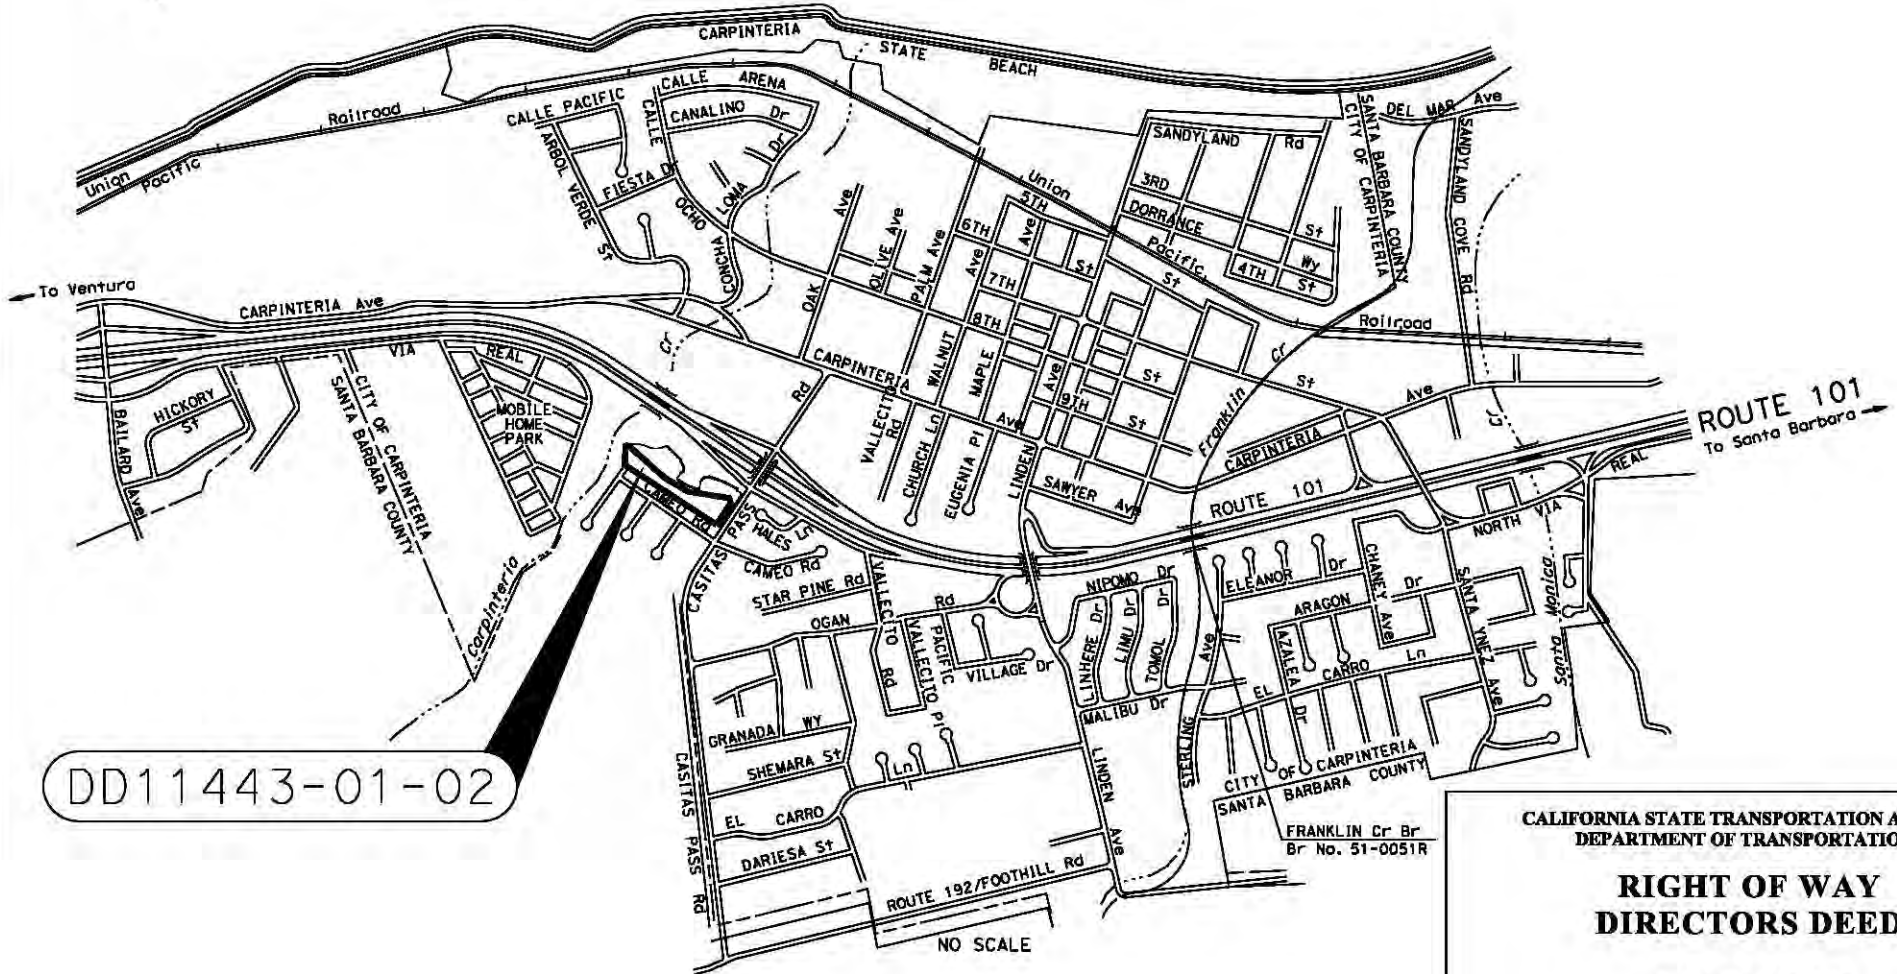 CARPINTERIA
STATE
BEACH
Union
Pacific
Railroad
CALLE PACIFIC
CALLE ARENA
CANALINO Dr
CALLE
OCHO
LOMA
Dr
ARBOL VERDE St
FIESTA Dr
CONCHA
SANTA BARBARA COUNTY
CITY OF CARPINTERIA
DEL MAR Ave
SANDYLAND COVE Rd
SANDYLAND Rd
3RD
St
DORRANCE
Wy
4TH
St
Union
Pacific
Railroad
5TH
St
6TH
7TH
8TH
St
9TH
St
St
Ave
OAK
Ave
OLIVE Ave
PALM Ave
Ave
WALNUT
Ave
MAPLE
Ave
To Ventura
CARPINTERIA Ave
VIA
REAL
Cr
Rd
CARPINTERIA
Ave
VALLECITO
Rd
CHURCH Ln
EUGENIA Pl
LINDEN
SAWYER Ave
Franklin
Cr
CARPINTERIA
Ave
Cr
ROUTE 101
To Santa Barbara
ROUTE 101
REAL
NORTH VIA
BAILARD
Ave
HICKORY
St
CITY OF CARPINTERIA
SANTA BARBARA COUNTY
MOBILE
HOME
PARK
Carpinteria
CAMEO Rd
CASITAS PASS
HALES Ln
CAMEO Rd
STAR PINE Rd
VALLECITO
Rd
OGAN
Rd
PACIFIC
VALLECITO Pl
VILLAGE Dr
NIPOMO Dr
LINHERE Dr
LIMU Dr
TOMOL
Dr
MALIBU Dr
STERLING
Ave
ELEANOR Dr
ARAGON
Dr
CHANEY Ave
AZALEA
Dr
EL CARRO Ln
SANTA YNEZ
Ave
Santa Monica
GRANADA WY
SHEMARA St
EL CARRO
Ln
DARIESA St
CASITAS PASS Rd
LINDEN
Ave
CITY OF CARPINTERIA
SANTA BARBARA COUNTY
FRANKLIN Cr Br
Br No. 51-0051R
ROUTE 192/FOOTHILL Rd
NO SCALE
DD11443-01-02
CALIFORNIA STATE TRANSPORTATION A
DEPARTMENT OF TRANSPORTATIO
RIGHT OF WAY
DIRECTORS DEED